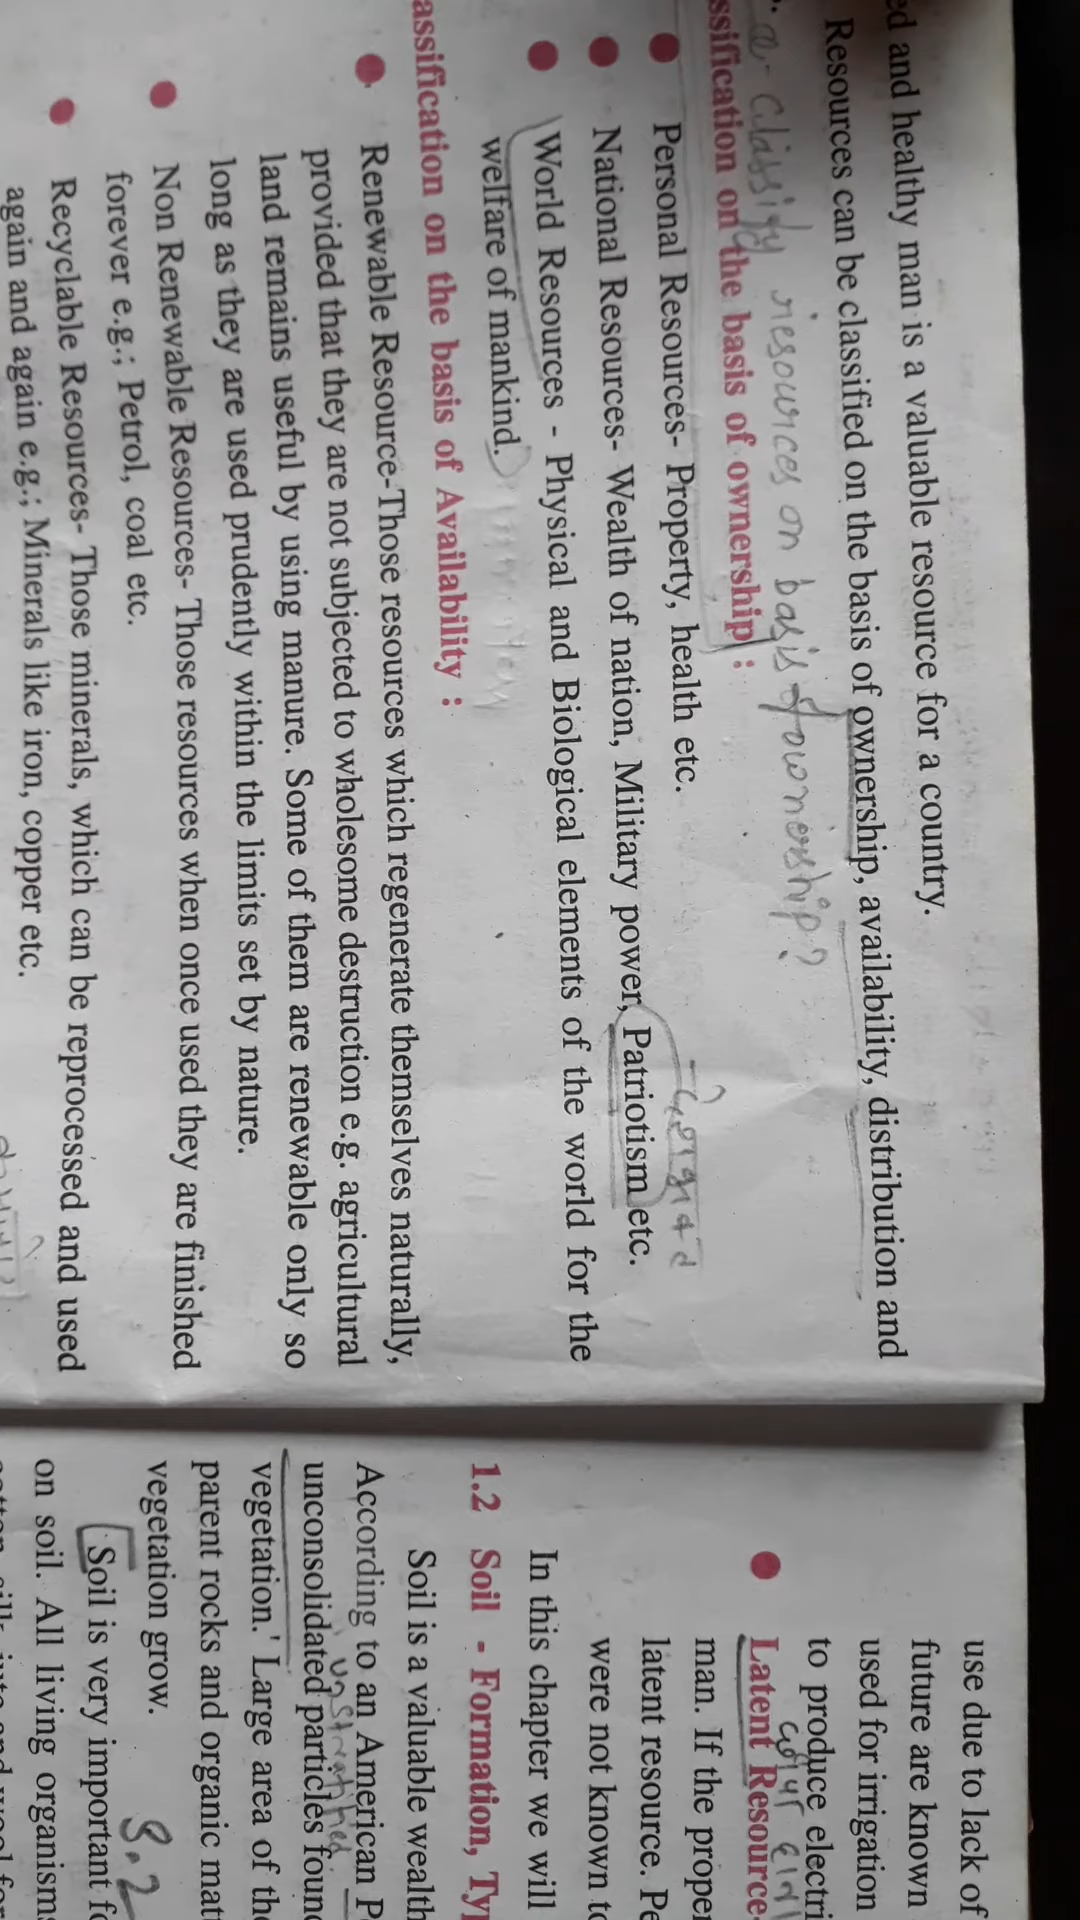 ed and healthy man is a valuable resource for a country.
Resources can be classified on the basis of ownership, availability, distribution and
classify resources on basis of ownership?
ssification on the basis of ownership :
Personal Resources- Property, health etc.
National Resources- Wealth of nation, Military power, Patriotism etc.
World Resources - Physical and Biological elements of the world for the
welfare of mankind.
assification on the basis of Availability :
Renewable Resource-Those resources which regenerate themselves naturally,
provided that they are not subjected to wholesome destruction e.g. agricultural
land remains useful by using manure. Some of them are renewable only so
long as they are used prudently within the limits set by nature.
Non Renewable Resources- Those resources when once used they are finished
forever e.g.; Petrol, coal etc.
Recyclable Resources- Those minerals, which can be reprocessed and used
again and again e.g.; Minerals like iron, copper etc.
use due to lack of
future are known
used for irrigation
to produce electri
Latent Resource-
man. If the proper
latent resource. Pe
were not known to
In this chapter we will
1.2 Soil - Formation, Typ
Soil is a valuable wealth
According to an American P
unconsolidated particles foun
vegetation.' Large area of the
parent rocks and organic mat
vegetation grow.
Soil is very important fo
on soil. All living organisms